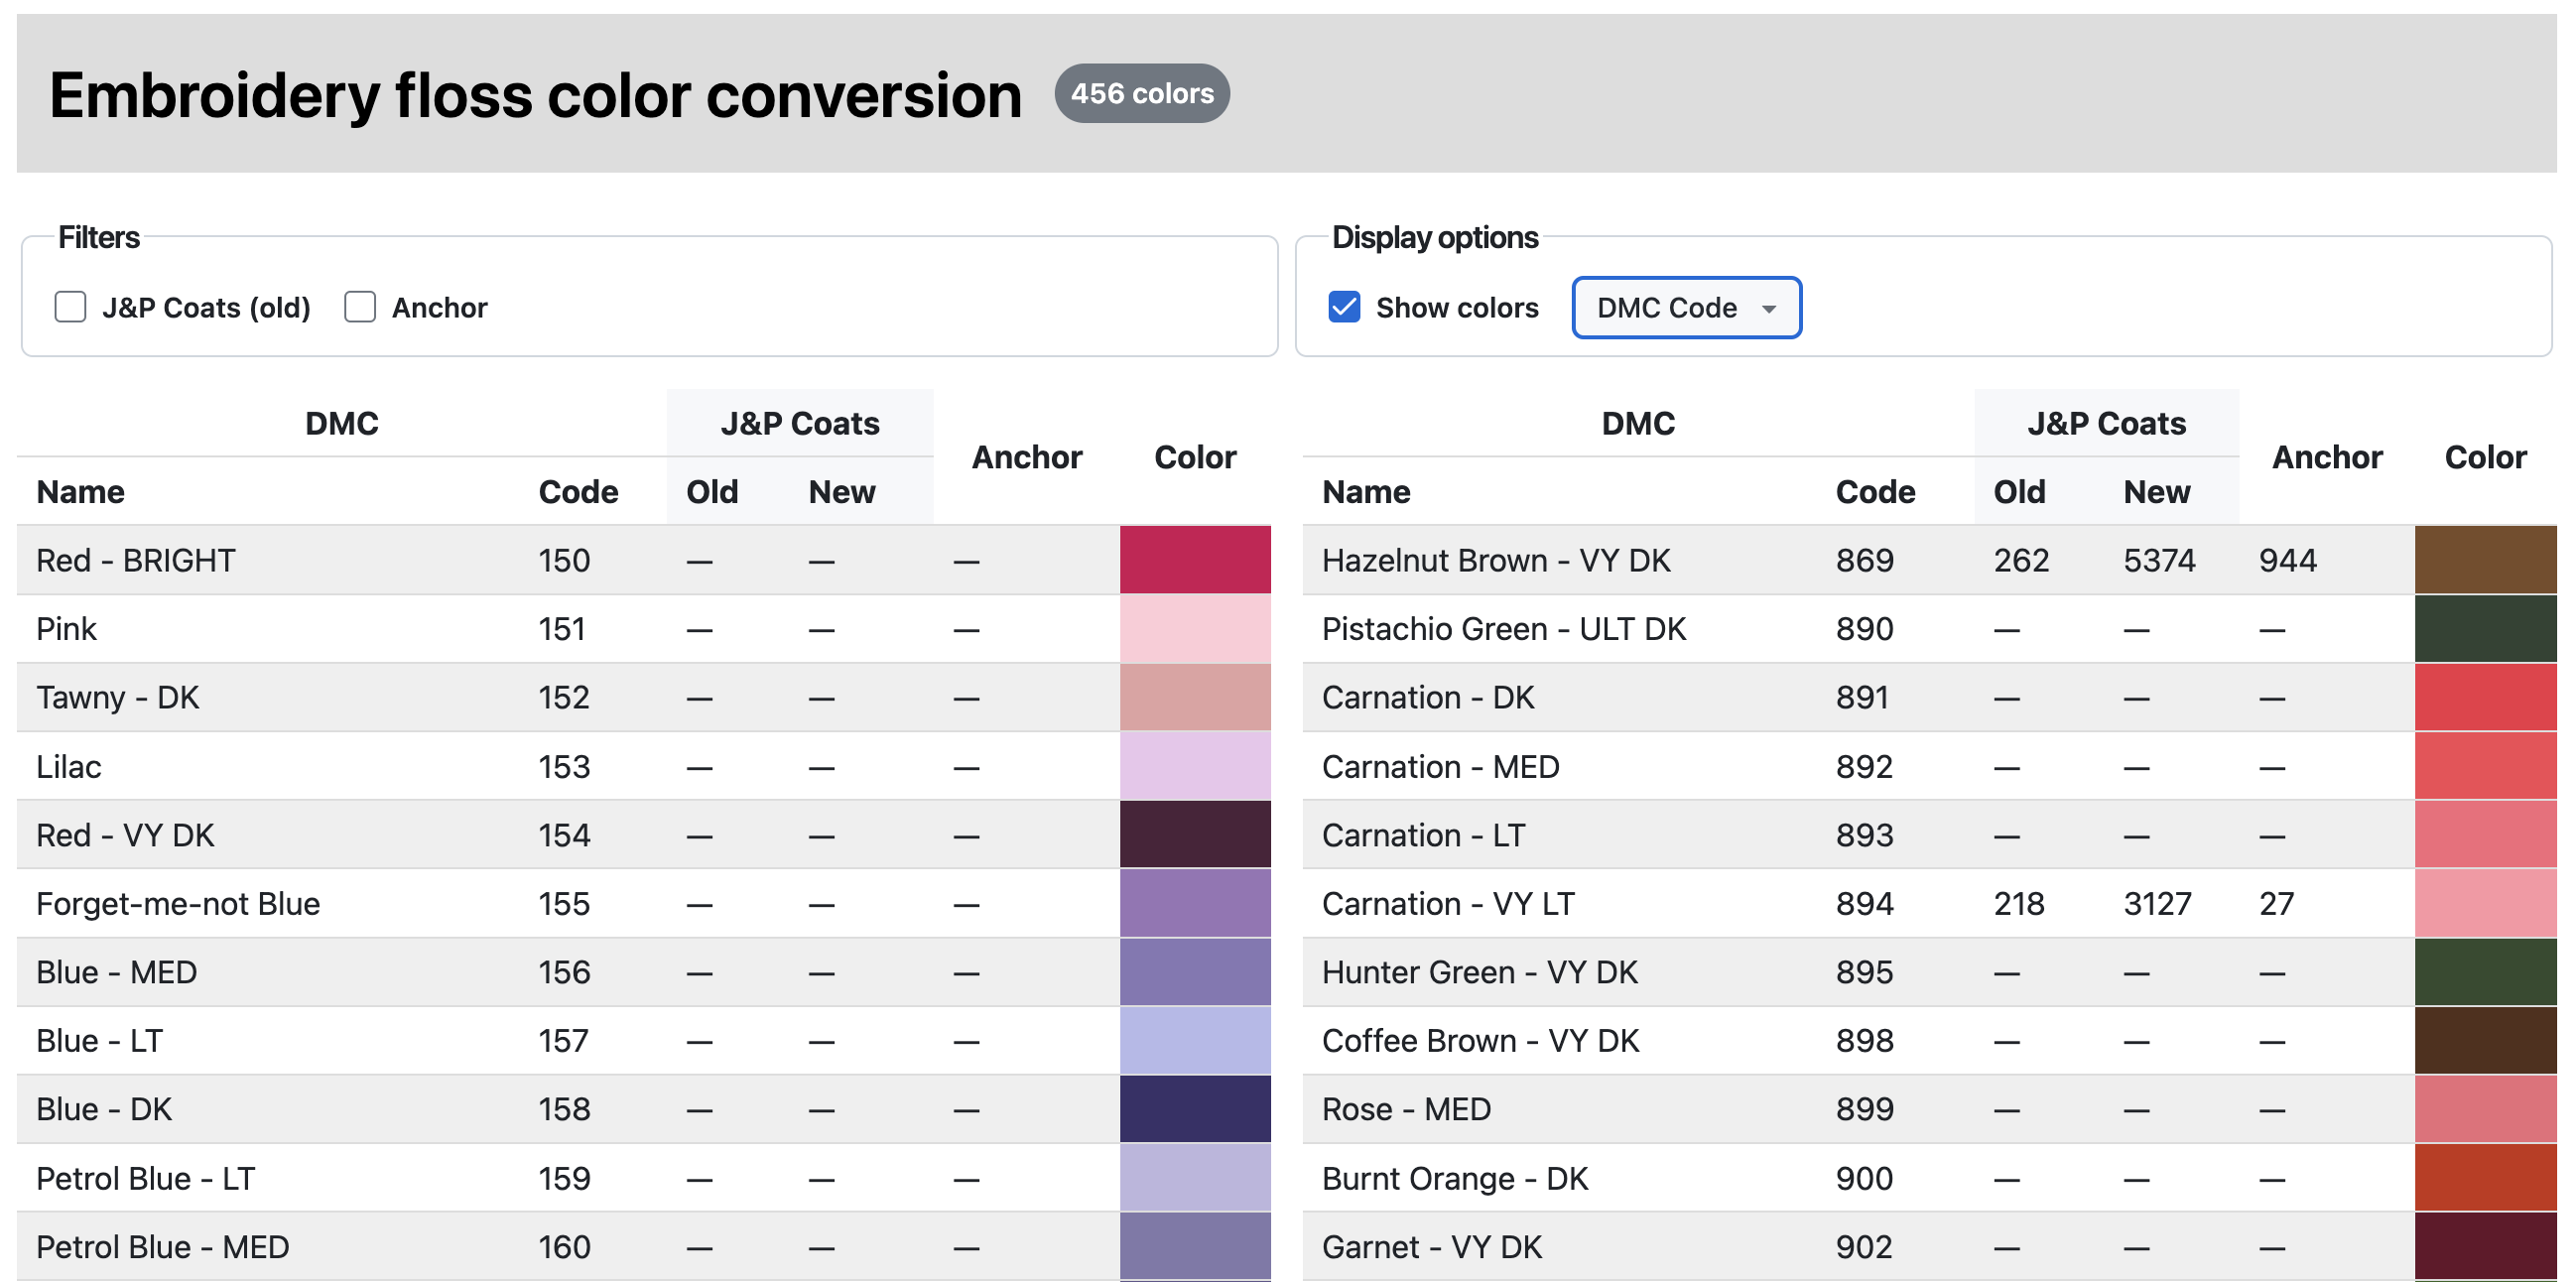 Embroidery floss color conversion 456 colors
Filters
J&P Coats (old) Anchor
Display options
Show colors DMC Code
DMC J&P Coats Anchor Color
Name Code Old New
Red - BRIGHT 150 — — —
Pink 151 — — —
Tawny - DK 152 — — —
Lilac 153 — — —
Red - VY DK 154 — — —
Forget-me-not Blue 155 — — —
Blue - MED 156 — — —
Blue - LT 157 — — —
Blue - DK 158 — — —
Petrol Blue - LT 159 — — —
Petrol Blue - MED 160 — — —
DMC J&P Coats Anchor Color
Name Code Old New
Hazelnut Brown - VY DK 869 262 5374 944
Pistachio Green - ULT DK 890 — — —
Carnation - DK 891 — — —
Carnation - MED 892 — — —
Carnation - LT 893 — — —
Carnation - VY LT 894 218 3127 27
Hunter Green - VY DK 895 — — —
Coffee Brown - VY DK 898 — — —
Rose - MED 899 — — —
Burnt Orange - DK 900 — — —
Garnet - VY DK 902 — — —